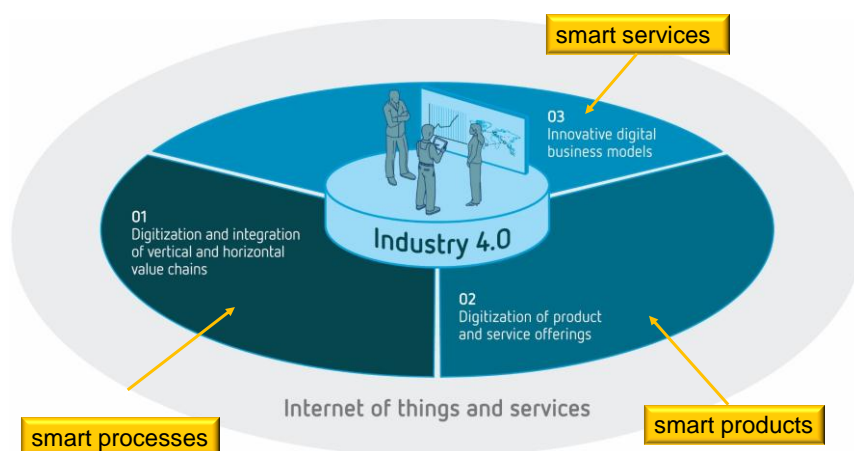 smart services
03
Innovative digital
business models
01
Digitization and integration
of vertical and horizontal
value chains
Industry 4.0
02
Digitization of product
and service offerings
Internet of things and services
smart products
smart processes